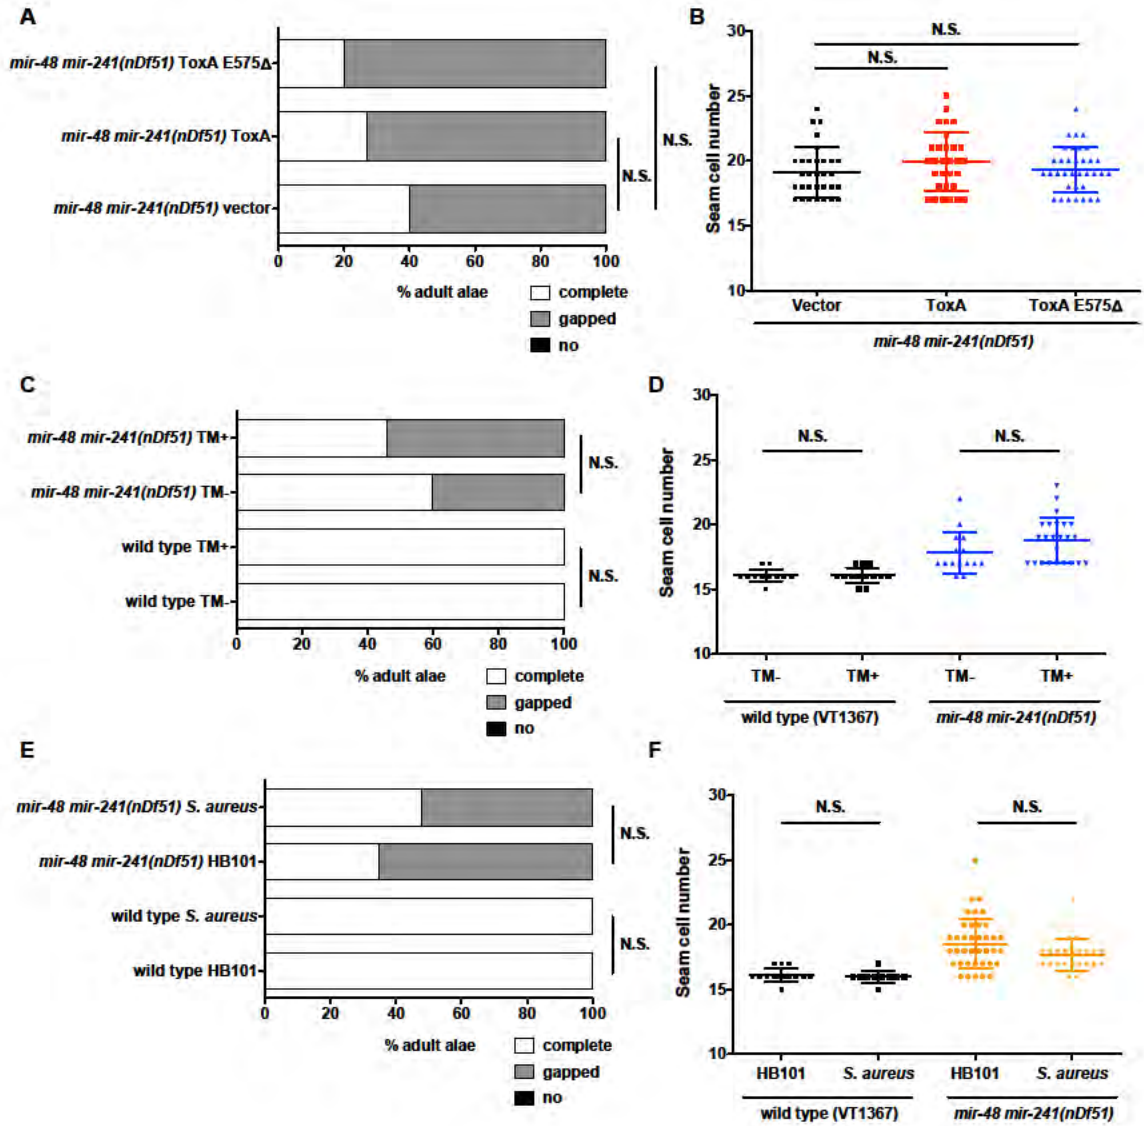 A
mir-48 mir-241(nDf51) ToxA E575Δ
mir-48 mir-241(nDf51) ToxA
mir-48 mir-241(nDf51) vector
N.S.
N.S.
0 20 40 60 80 100
% adult alae
complete
gapped
no
B
Seam cell number
30
25
20
15
10
N.S.
N.S.
Vector ToxA ToxA E575Δ
mir-48 mir-241(nDf51)
C
mir-48 mir-241(nDf51) TM+
mir-48 mir-241(nDf51) TM-
wild type TM+
wild type TM-
N.S.
N.S.
0 20 40 60 80 100
% adult alae
complete
gapped
no
D
Seam cell number
30
25
20
15
10
N.S. N.S.
TM- TM+ TM- TM+
wild type (VT1367) mir-48 mir-241(nDf51)
E
mir-48 mir-241(nDf51) S. aureus
mir-48 mir-241(nDf51) HB101
wild type S. aureus
wild type HB101
N.S.
N.S.
0 20 40 60 80 100
% adult alae
complete
gapped
no
F
Seam cell number
30
25
20
15
10
N.S. N.S.
HB101 S. aureus HB101 S. aureus
wild type (VT1367) mir-48 mir-241(nDf51)